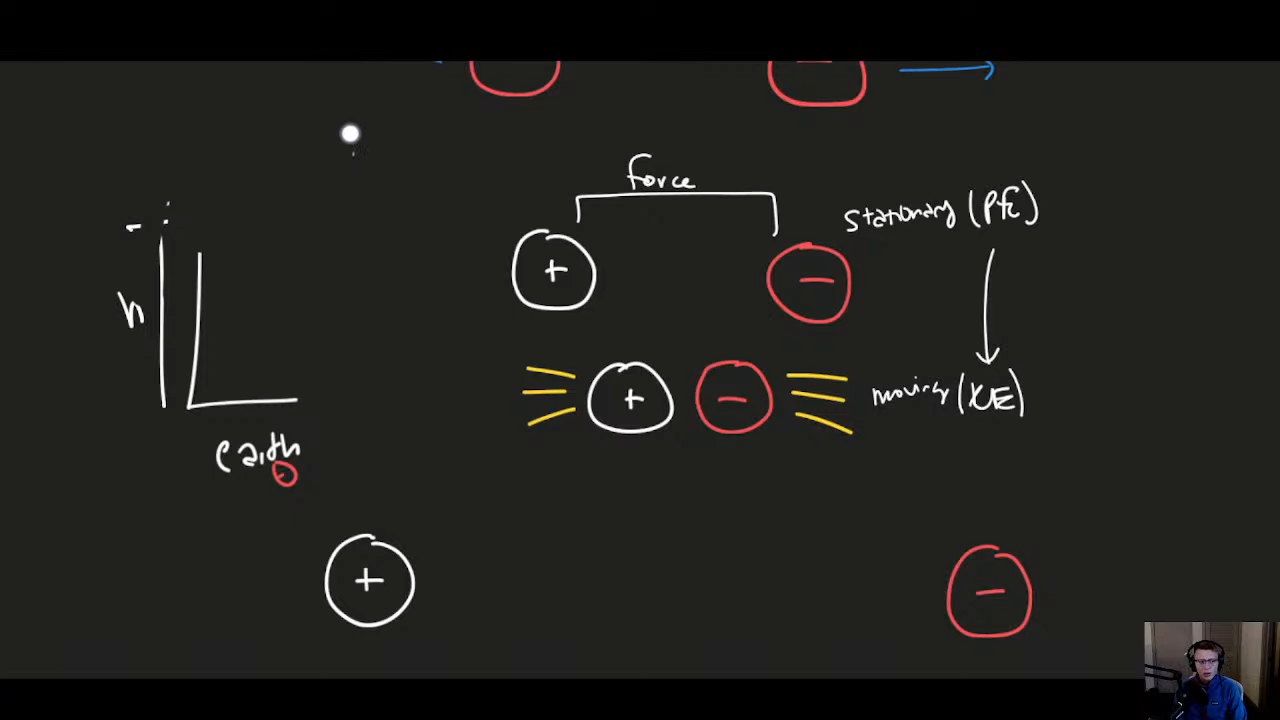 force
stationary (PE)
+ −
+ −
moving (KE)
h
earth
+ −